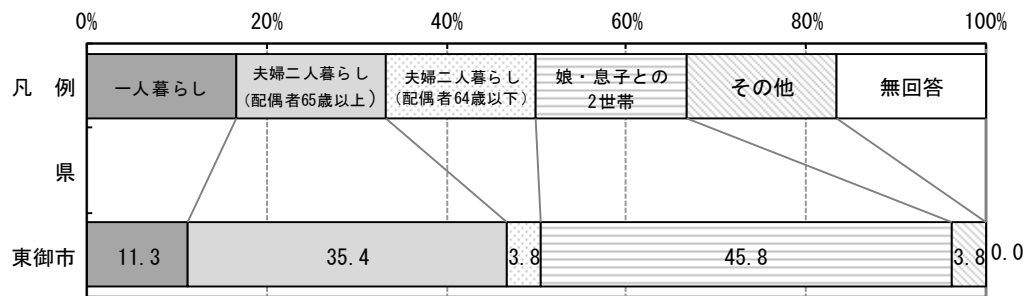 0% 20% 40% 60% 80% 100%
凡 例
一人暮らし
夫婦二人暮らし
(配偶者65歳以上)
夫婦二人暮らし
(配偶者64歳以下)
娘・息子との
2世帯
その他
無回答
県
東御市 11.3 35.4 3.8 45.8 3.8 0.0